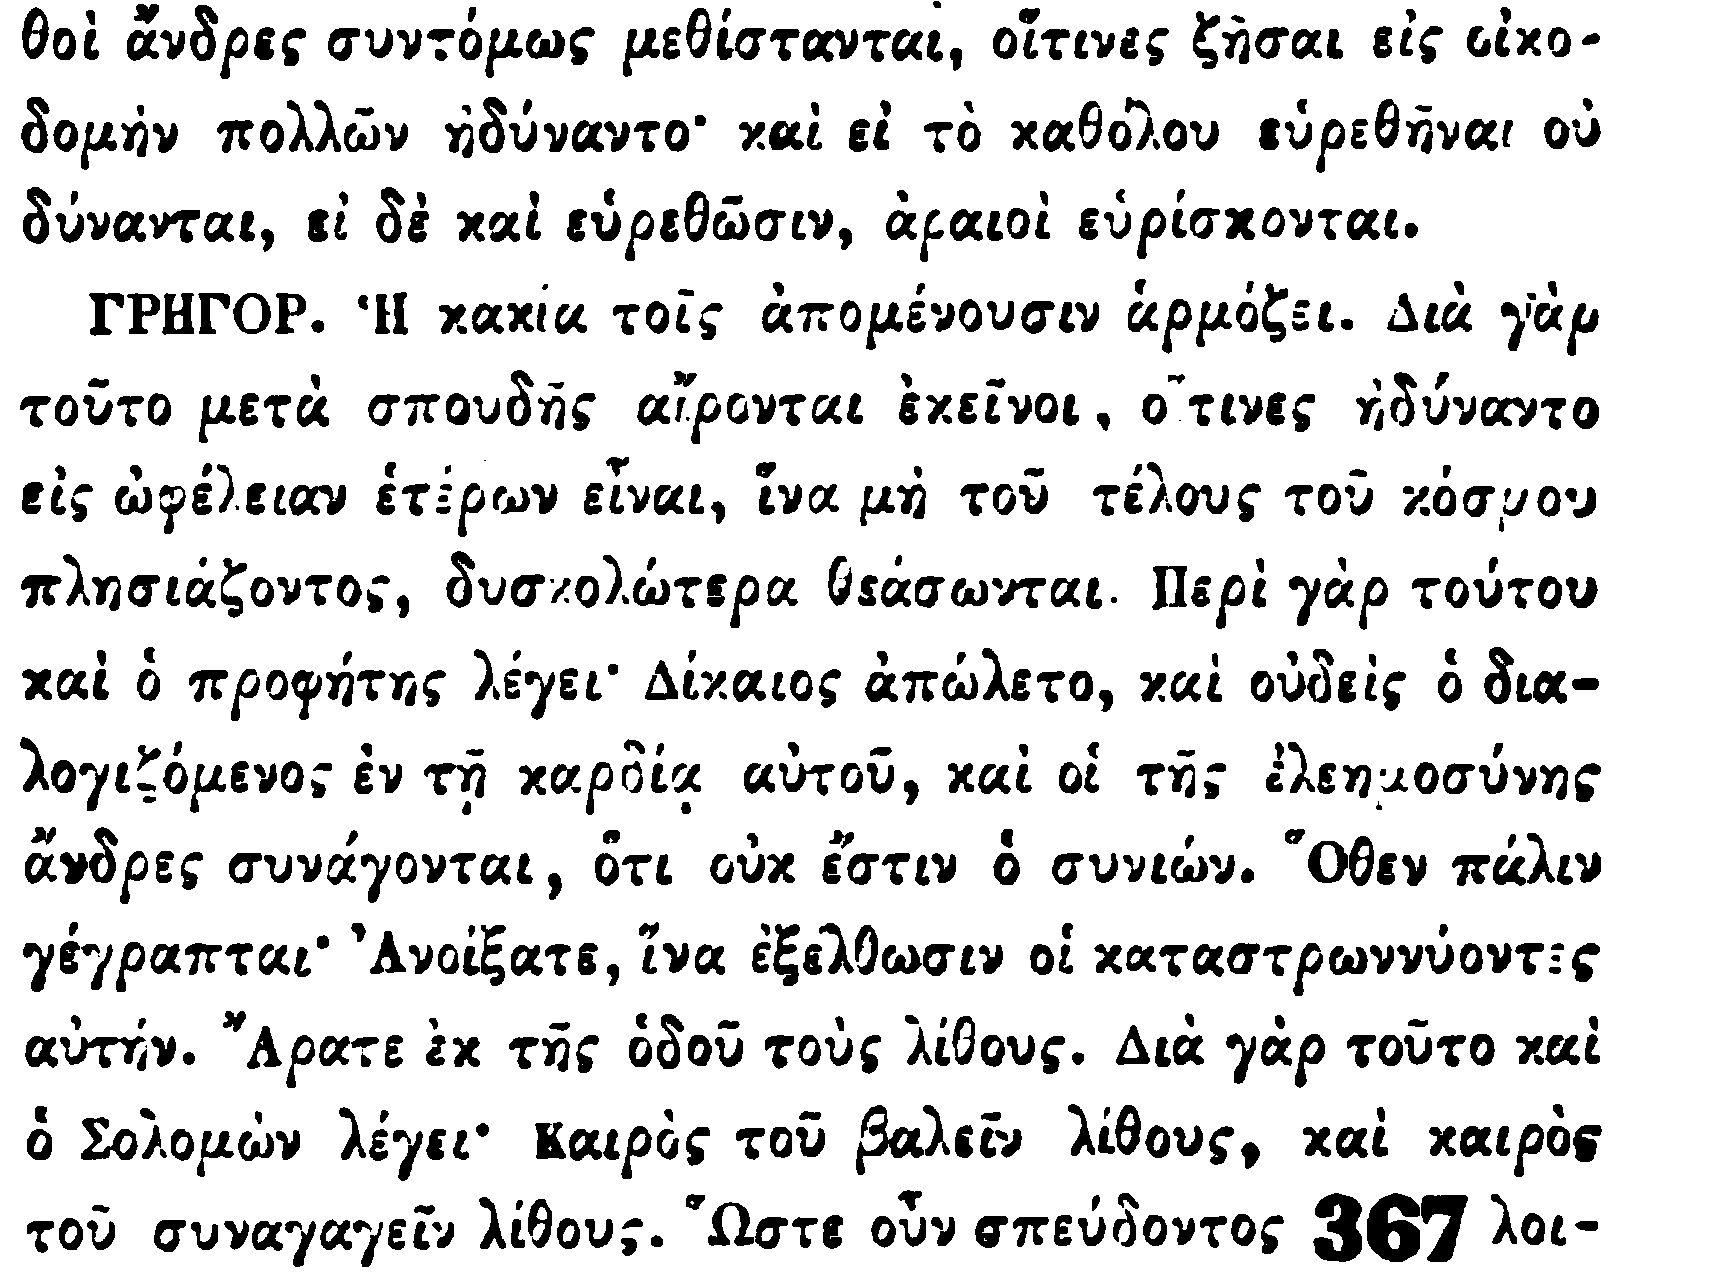 θοὶ ἄνδρες συντόμως μεθίστανται, οἵτινες ζῆσαι εἰς οἰκο-
δομὴν πολλῶν ἠδύναντο· καὶ εἰ τὸ καθόλου εὑρεθῆναι οὐ
δύνανται, εἰ δὲ καὶ εὑρεθῶσιν, ἀραιοὶ εὑρίσκονται.
ΓΡΗΓΟΡ. Ἡ κακία τοῖς ἀπομένουσιν ἁρμόζει. Διὰ γὰρ
τοῦτο μετὰ σπουδῆς αἴρονται ἐκεῖνοι, οἵτινες ἠδύναντο
εἰς ὠφέλειαν ἑτέρων εἶναι, ἵνα μὴ τοῦ τέλους τοῦ κόσμου
πλησιάζοντος, δυσκολώτερα θεάσωνται. Περὶ γὰρ τούτου
καὶ ὁ προφήτης λέγει· Δίκαιος ἀπώλετο, καὶ οὐδεὶς ὁ δια-
λογιζόμενος ἐν τῇ καρδίᾳ αὐτοῦ, καὶ οἱ τῆς ἐλεημοσύνης
ἄνδρες συνάγονται, ὅτι οὐκ ἔστιν ὁ συνιών. Ὅθεν πάλιν
γέγραπται· Ἀνοίξατε, ἵνα ἐξελθωσιν οἱ καταστρωννύοντες
αὐτήν. Ἄρατε ἐκ τῆς ὁδοῦ τοὺς λίθους. Διὰ γὰρ τοῦτο καὶ
ὁ Σολομὼν λέγει· Καιρὸς τοῦ βαλεῖν λίθους, καὶ καιρὸς
τοῦ συναγαγεῖν λίθους. Ὥστε οὖν σπεύδοντος 367 λοι-